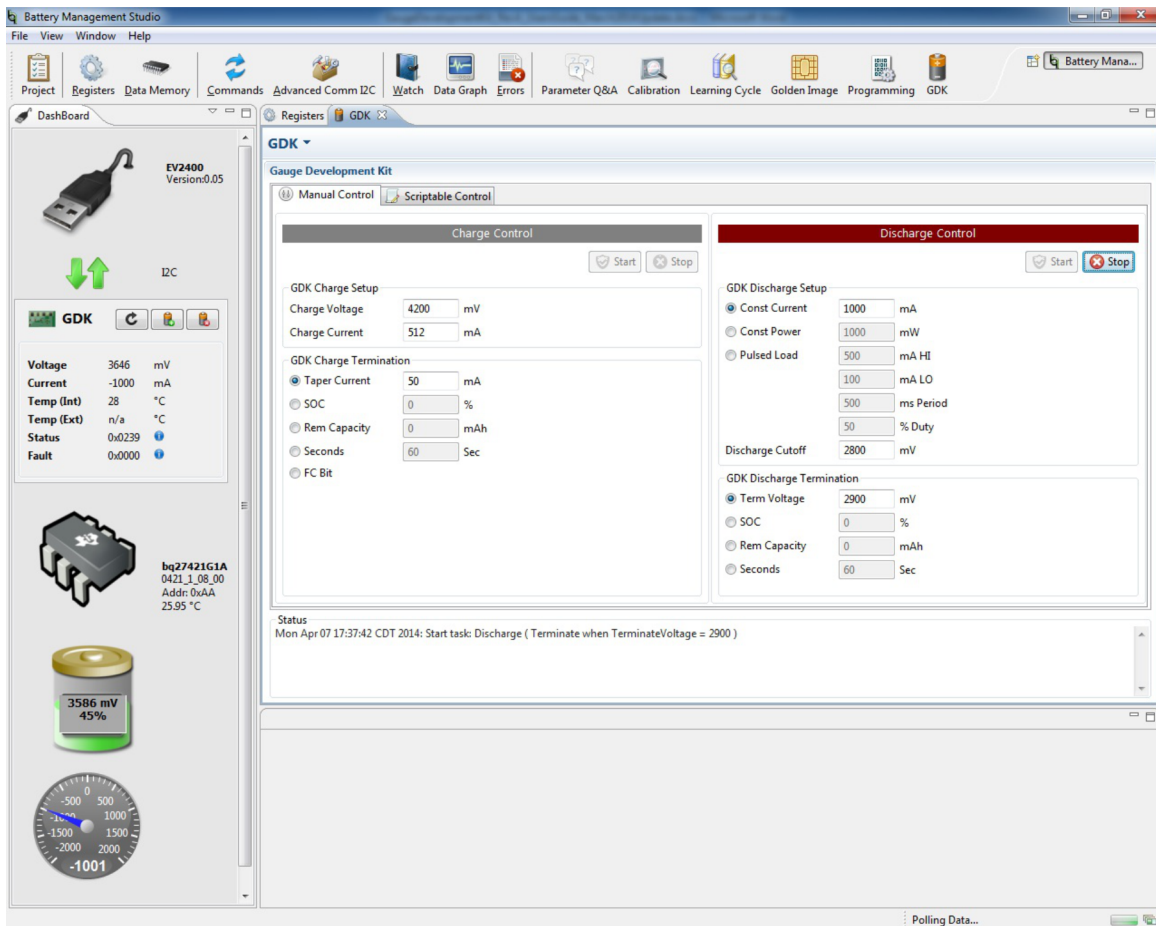 Battery Management Studio
File View Window Help
Project Registers Data Memory Commands Advanced Comm I2C Watch Data Graph Errors Parameter Q&A Calibration Learning Cycle Golden Image Programming GDK
Battery Mana...
DashBoard
EV2400
Version:0.05
I2C
GDK
Voltage 3646 mV
Current -1000 mA
Temp (Int) 28 °C
Temp (Ext) n/a °C
Status 0x0239
Fault 0x0000
bq27421G1A
0421_1_08_00
Addr: 0xAA
25.95 °C
3586 mV
45%
0
-500 500
-1000 1000
-1500 1500
-2000 2000
-1001
Registers GDK
GDK
Gauge Development Kit
Manual Control Scriptable Control
Charge Control
Start Stop
GDK Charge Setup
Charge Voltage 4200 mV
Charge Current 512 mA
GDK Charge Termination
Taper Current 50 mA
SOC 0 %
Rem Capacity 0 mAh
Seconds 60 Sec
FC Bit
Discharge Control
Start Stop
GDK Discharge Setup
Const Current 1000 mA
Const Power 1000 mW
Pulsed Load 500 mA HI
100 mA LO
500 ms Period
50 % Duty
Discharge Cutoff 2800 mV
GDK Discharge Termination
Term Voltage 2900 mV
SOC 0 %
Rem Capacity 0 mAh
Seconds 60 Sec
Status
Mon Apr 07 17:37:42 CDT 2014: Start task: Discharge ( Terminate when TerminateVoltage = 2900 )
Polling Data...